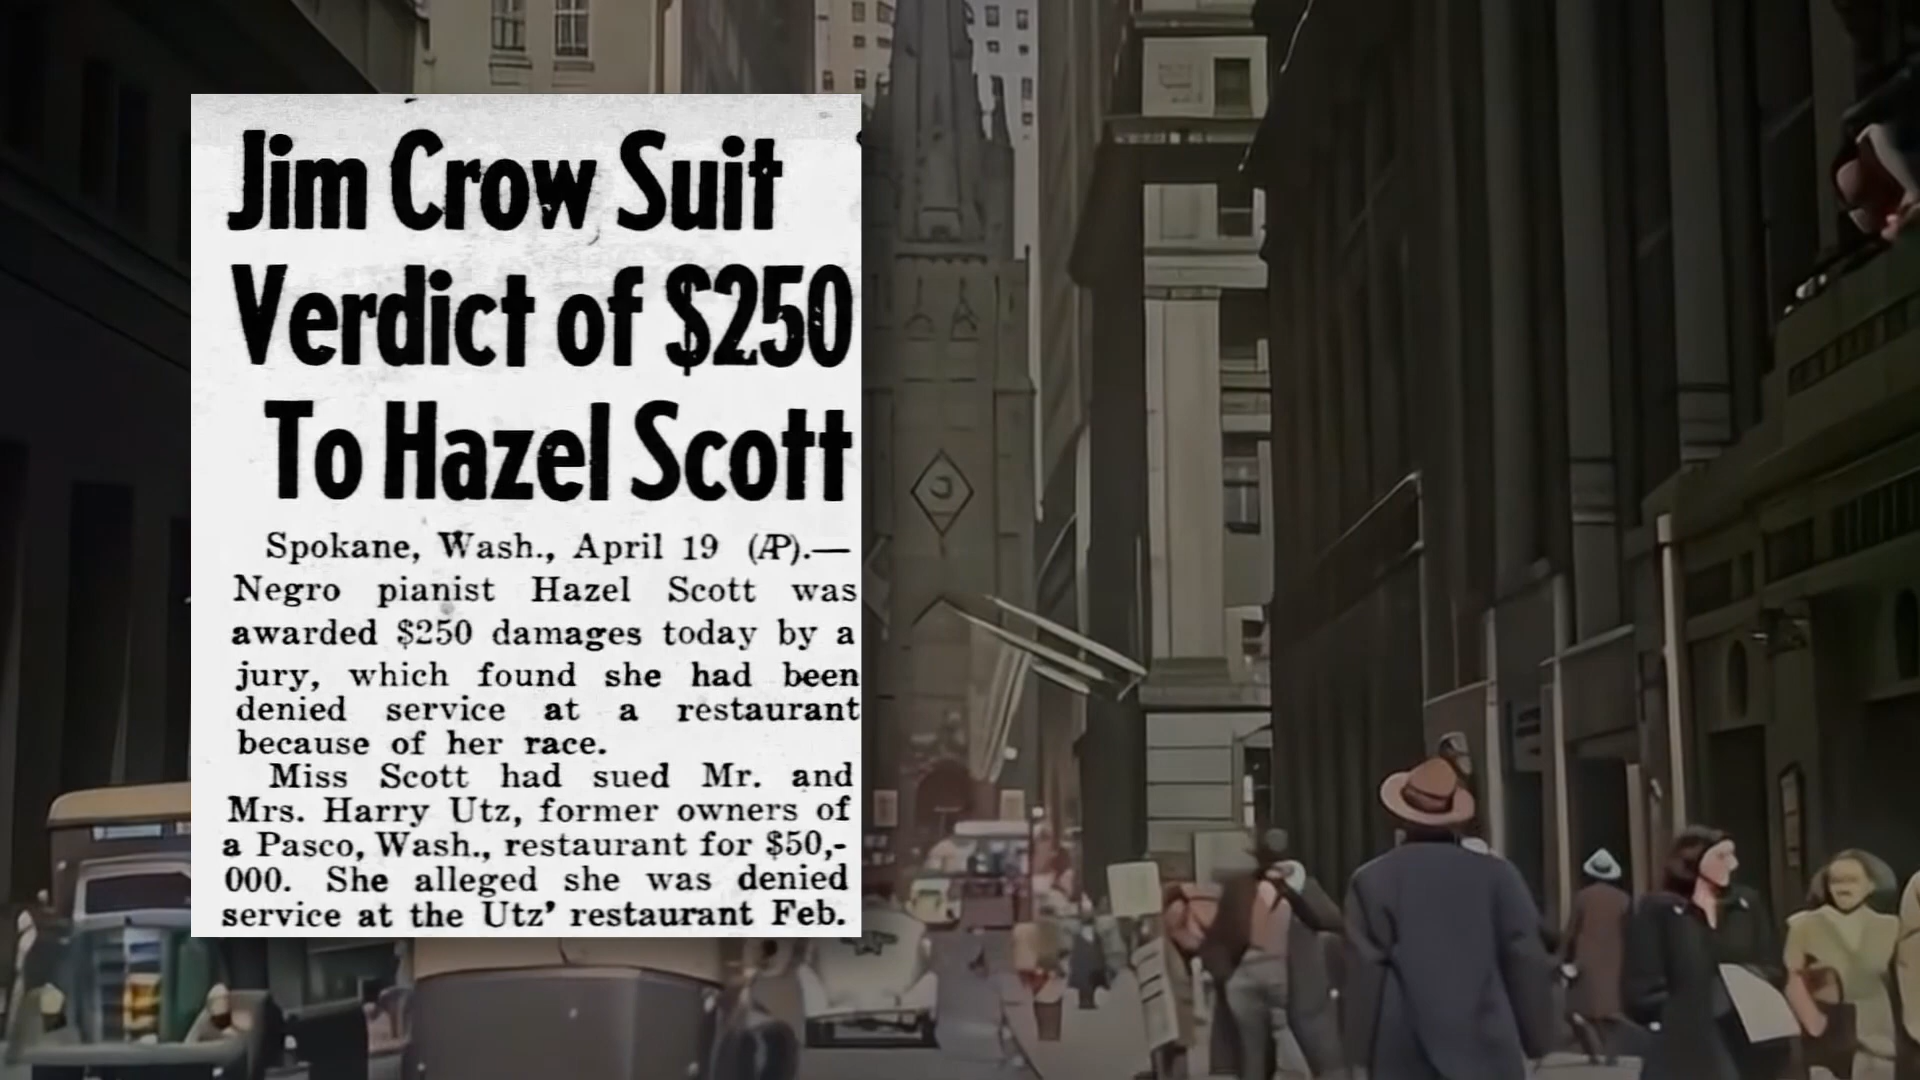 Jim Crow Suit
Verdict of $250
To Hazel Scott
Spokane, Wash., April 19 (AP).—
Negro pianist Hazel Scott was
awarded $250 damages today by a
jury, which found she had been
denied service at a restaurant
because of her race.
Miss Scott had sued Mr. and
Mrs. Harry Utz, former owners of
a Pasco, Wash., restaurant for $50,-
000. She alleged she was denied
service at the Utz' restaurant Feb.